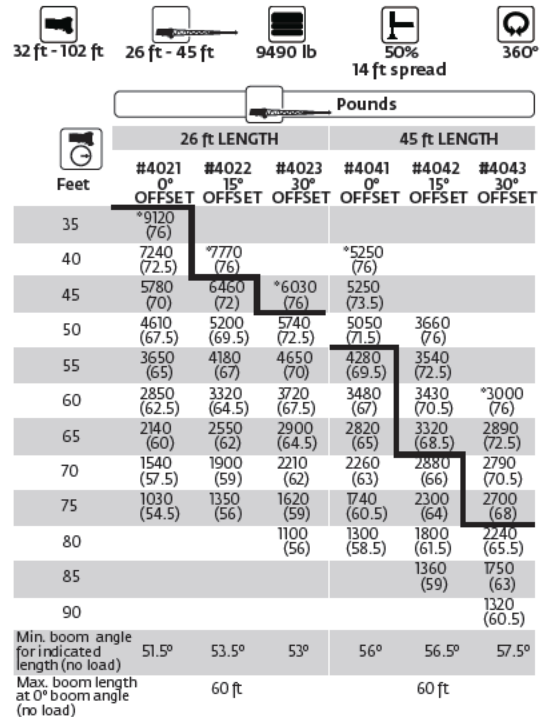 32 ft - 102 ft 26 ft - 45 ft 9490 lb 50% 360°
14 ft spread
Pounds
26 ft LENGTH 45 ft LENGTH
#4021 #4022 #4023 #4041 #4042 #4043
Feet 0° 15° 30° 0° 15° 30°
OFFSET OFFSET OFFSET OFFSET OFFSET OFFSET
35 *9120
(76)
40 7240 *7770 *5250
(72.5) (76) (76)
45 5780 6460 *6030 5250
(70) (72) (76) (73.5)
50 4610 5200 5740 5050 3660
(67.5) (69.5) (72.5) (71.5) (76)
55 3650 4180 4650 4280 3540
(65) (67) (70) (69.5) (72.5)
60 2850 3320 3720 3480 3430 *3000
(62.5) (64.5) (67.5) (67) (70.5) (76)
65 2140 2550 2900 2820 3320 2890
(60) (62) (64.5) (65) (68.5) (72.5)
70 1540 1900 2210 2260 2880 2790
(57.5) (59) (62) (63) (66) (70.5)
75 1030 1350 1620 1740 2300 2700
(54.5) (56) (59) (60.5) (64) (68)
80 1100 1300 1800 2240
(56) (58.5) (61.5) (65.5)
85 1360 1750
(59) (63)
90 1320
(60.5)
Min. boom angle
for indicated 51.5° 53.5° 53° 56° 56.5° 57.5°
length (no load)
Max. boom length
at 0° boom angle 60 ft 60 ft
(no load)